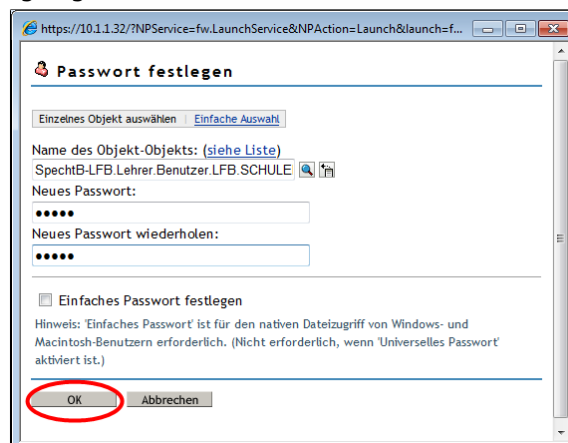 https://10.1.1.32/?NPService=fw.LaunchService&NPAction=Launch&launch=f...
Passwort festlegen
Einzelnes Objekt auswählen | Einfache Auswahl
Name des Objekt-Objekts: (siehe Liste)
SpechtB-LFB.Lehrer.Benutzer.LFB.SCHULE
Neues Passwort:
•••••
Neues Passwort wiederholen:
•••••
Einfaches Passwort festlegen
Hinweis: 'Einfaches Passwort' ist für den nativen Dateizugriff von Windows- und
Macintosh-Benutzern erforderlich. (Nicht erforderlich, wenn 'Universelles Passwort'
aktiviert ist.)
OK Abbrechen